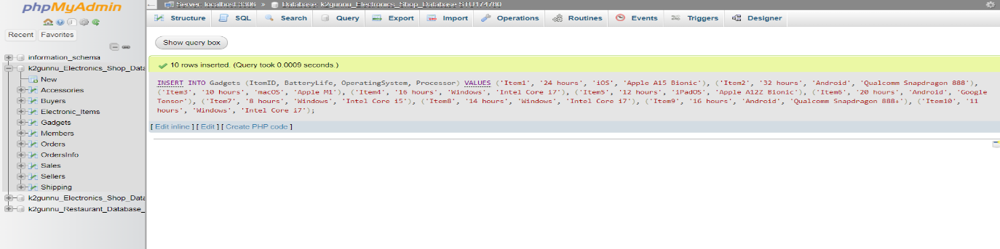 phpMyAdmin
Server: localhost:3306 » Database: k2gunnu_Electronics_Shop_Database STU174780
Structure SQL Search Query Export Import Operations Routines Events Triggers Designer
Recent Favorites
Show query box
information_schema
k2gunnu_Electronics_Shop_Data
New
Accessories
Buyers
Electronic_Items
Gadgets
Members
Orders
OrdersInfo
Sales
Sellers
Shipping
k2gunnu_Electronics_Shop_Data
k2gunnu_Restaurant_Database_
10 rows inserted. (Query took 0.0009 seconds.)
INSERT INTO Gadgets (ItemID, BatteryLife, OperatingSystem, Processor) VALUES ('Item1', '24 hours', 'iOS', 'Apple A15 Bionic'), ('Item2', '32 hours', 'Android', 'Qualcomm Snapdragon 888'),
('Item3', '10 hours', 'macOS', 'Apple M1'), ('Item4', '16 hours', 'Windows', 'Intel Core i7'), ('Item5', '12 hours', '1PadOS', 'Apple A12Z Bionic'), ('Item6', '20 hours', 'Android', 'Google
Tensor'), ('Item7', '8 hours', 'Windows', 'Intel Core i5'), ('Item8', '14 hours', 'Windows', 'Intel Core i7'), ('Item9', '16 hours', 'Android', 'Qualcomm Snapdragon 888+'), ('Item10', '11
hours', 'Windows', 'Intel Core i7');
[ Edit inline ] [ Edit ] [ Create PHP code ]